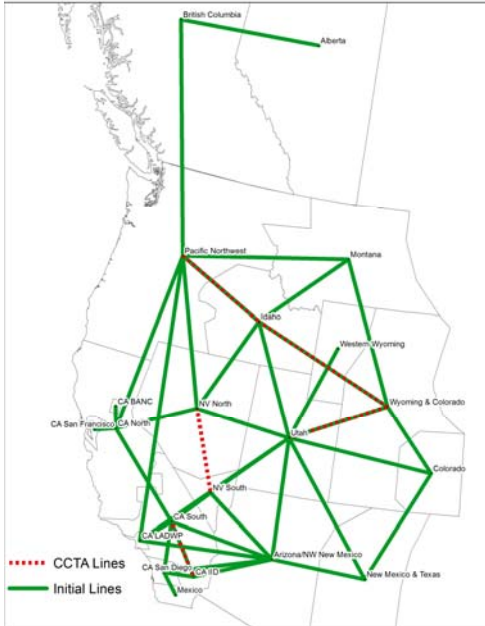 British Columbia
Alberta
Pacific Northwest
Montana
Idaho
Western Wyoming
Wyoming & Colorado
CA BANC
NV North
CA San Francisco
CA North
Utah
Colorado
NV South
CA South
CA LADWP
Arizona/NW New Mexico
CA San Diego
CA IID
New Mexico & Texas
Mexico
CCTA Lines
Initial Lines